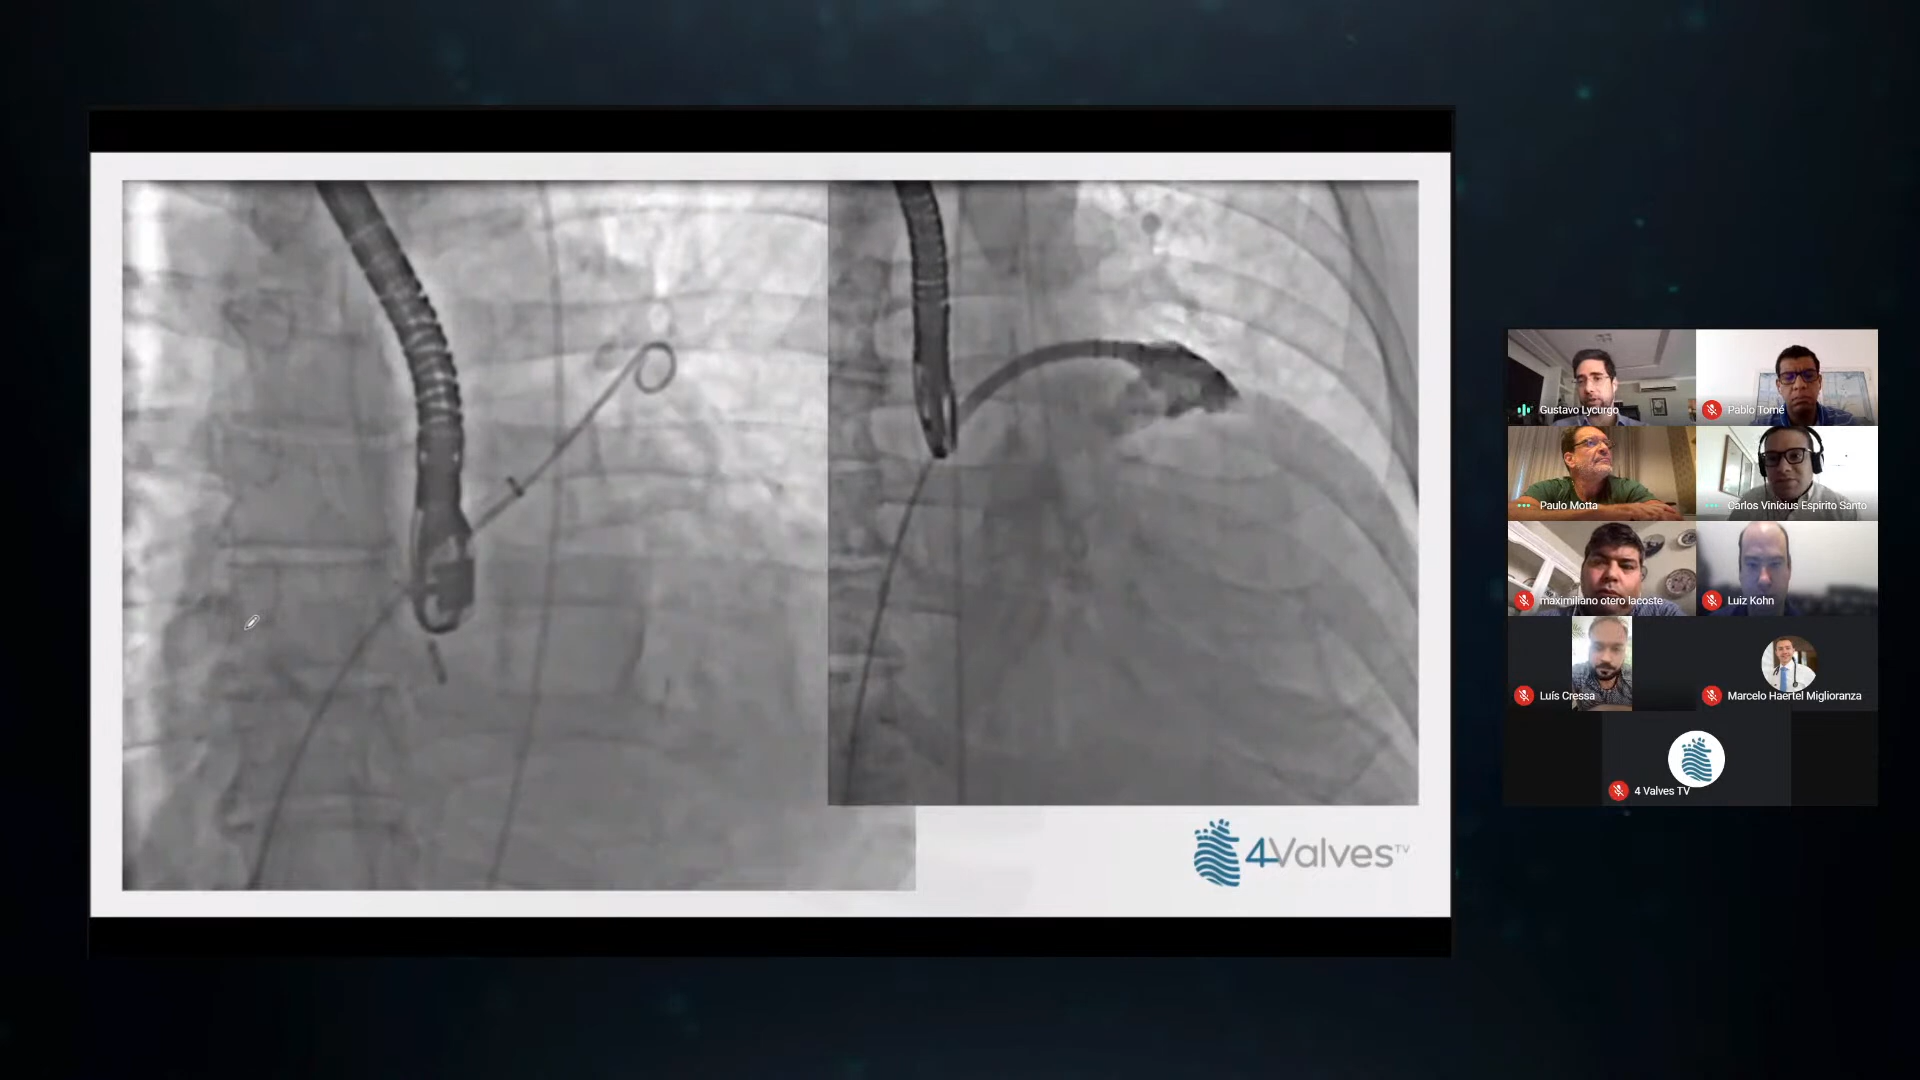 Gustavo Lycurgo
Pablo Tomé
Paulo Motta
Carlos Vinícius Espirito Santo
maximiliano otero lacoste
Luiz Kohn
Luís Cressa
Marcelo Haertel Miglioranza
4 Valves TV
4Valves TV